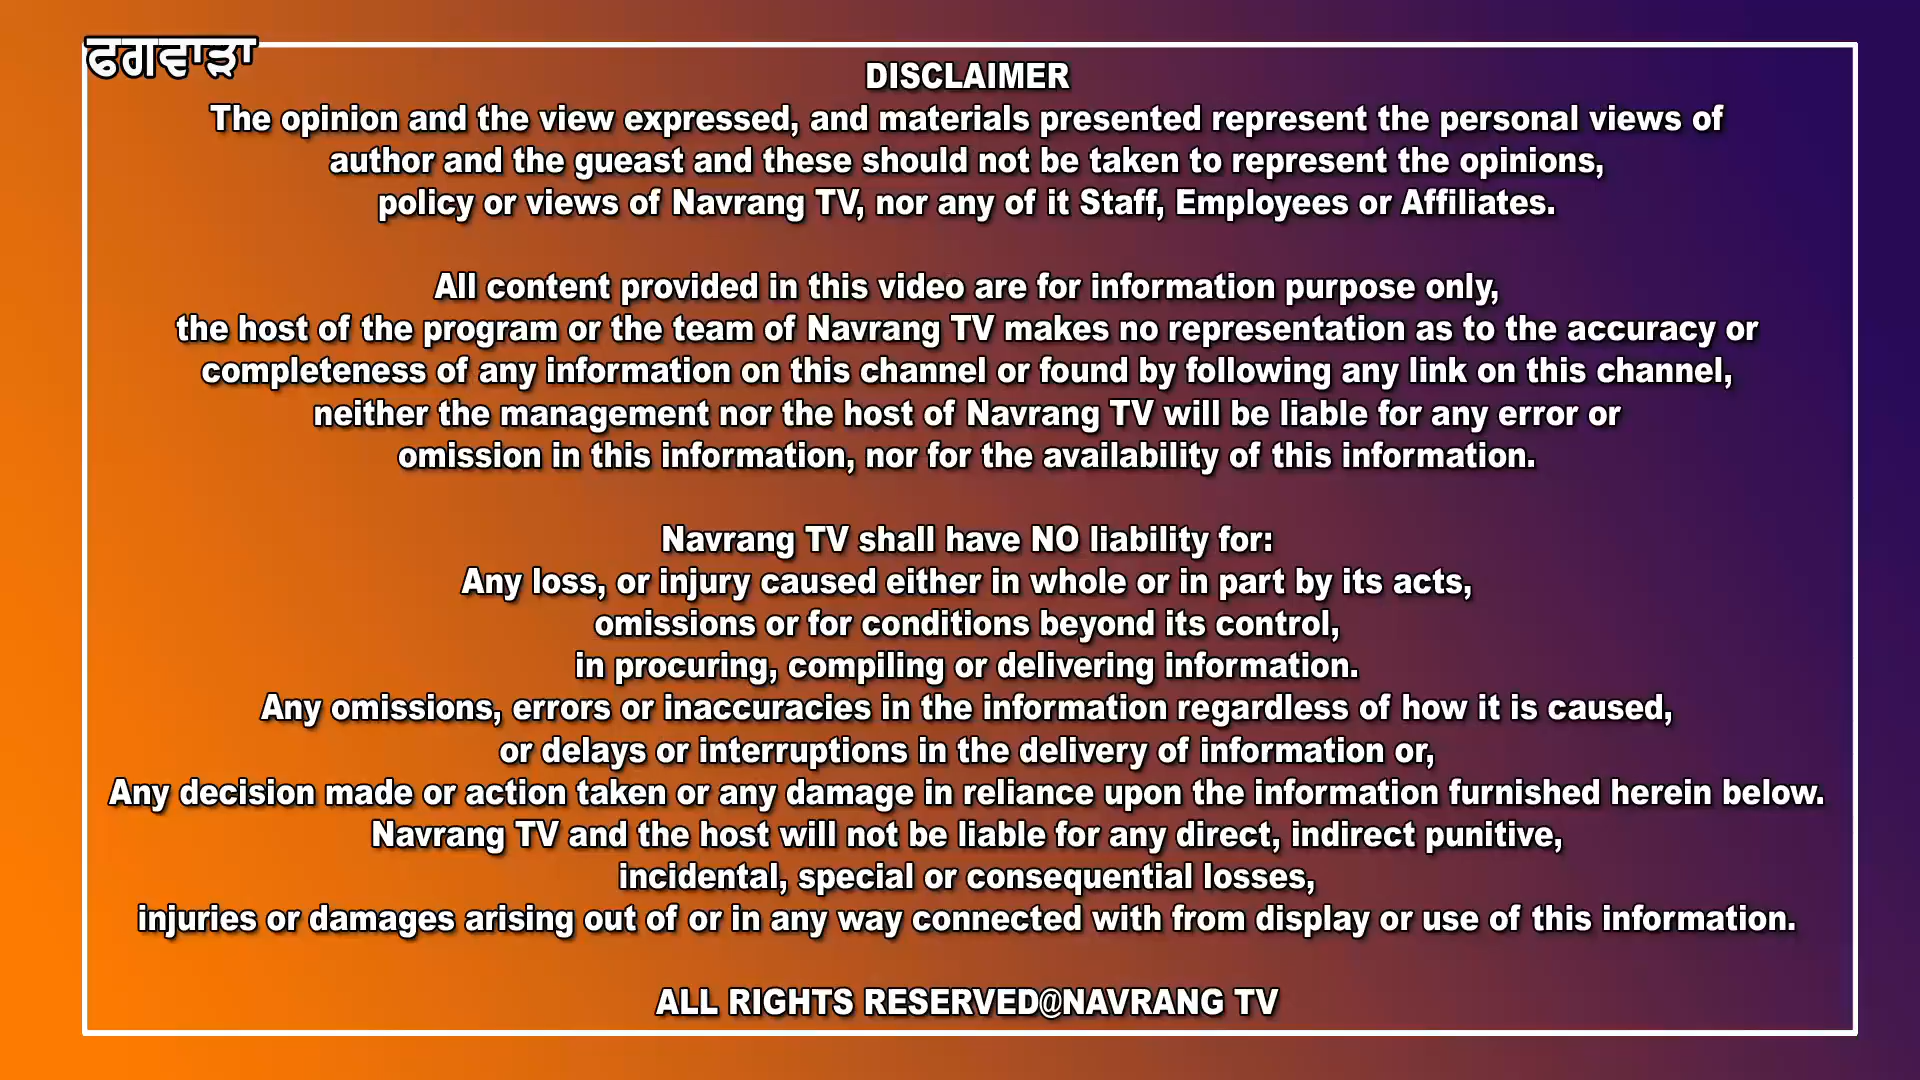 ਫਗਵਾੜਾ
DISCLAIMER
The opinion and the view expressed, and materials presented represent the personal views of
author and the gueast and these should not be taken to represent the opinions,
policy or views of Navrang TV, nor any of it Staff, Employees or Affiliates.
All content provided in this video are for information purpose only,
the host of the program or the team of Navrang TV makes no representation as to the accuracy or
completeness of any information on this channel or found by following any link on this channel,
neither the management nor the host of Navrang TV will be liable for any error or
omission in this information, nor for the availability of this information.
Navrang TV shall have NO liability for:
Any loss, or injury caused either in whole or in part by its acts,
omissions or for conditions beyond its control,
in procuring, compiling or delivering information.
Any omissions, errors or inaccuracies in the information regardless of how it is caused,
or delays or interruptions in the delivery of information or,
Any decision made or action taken or any damage in reliance upon the information furnished herein below.
Navrang TV and the host will not be liable for any direct, indirect punitive,
incidental, special or consequential losses,
injuries or damages arising out of or in any way connected with from display or use of this information.
ALL RIGHTS RESERVED@NAVRANG TV